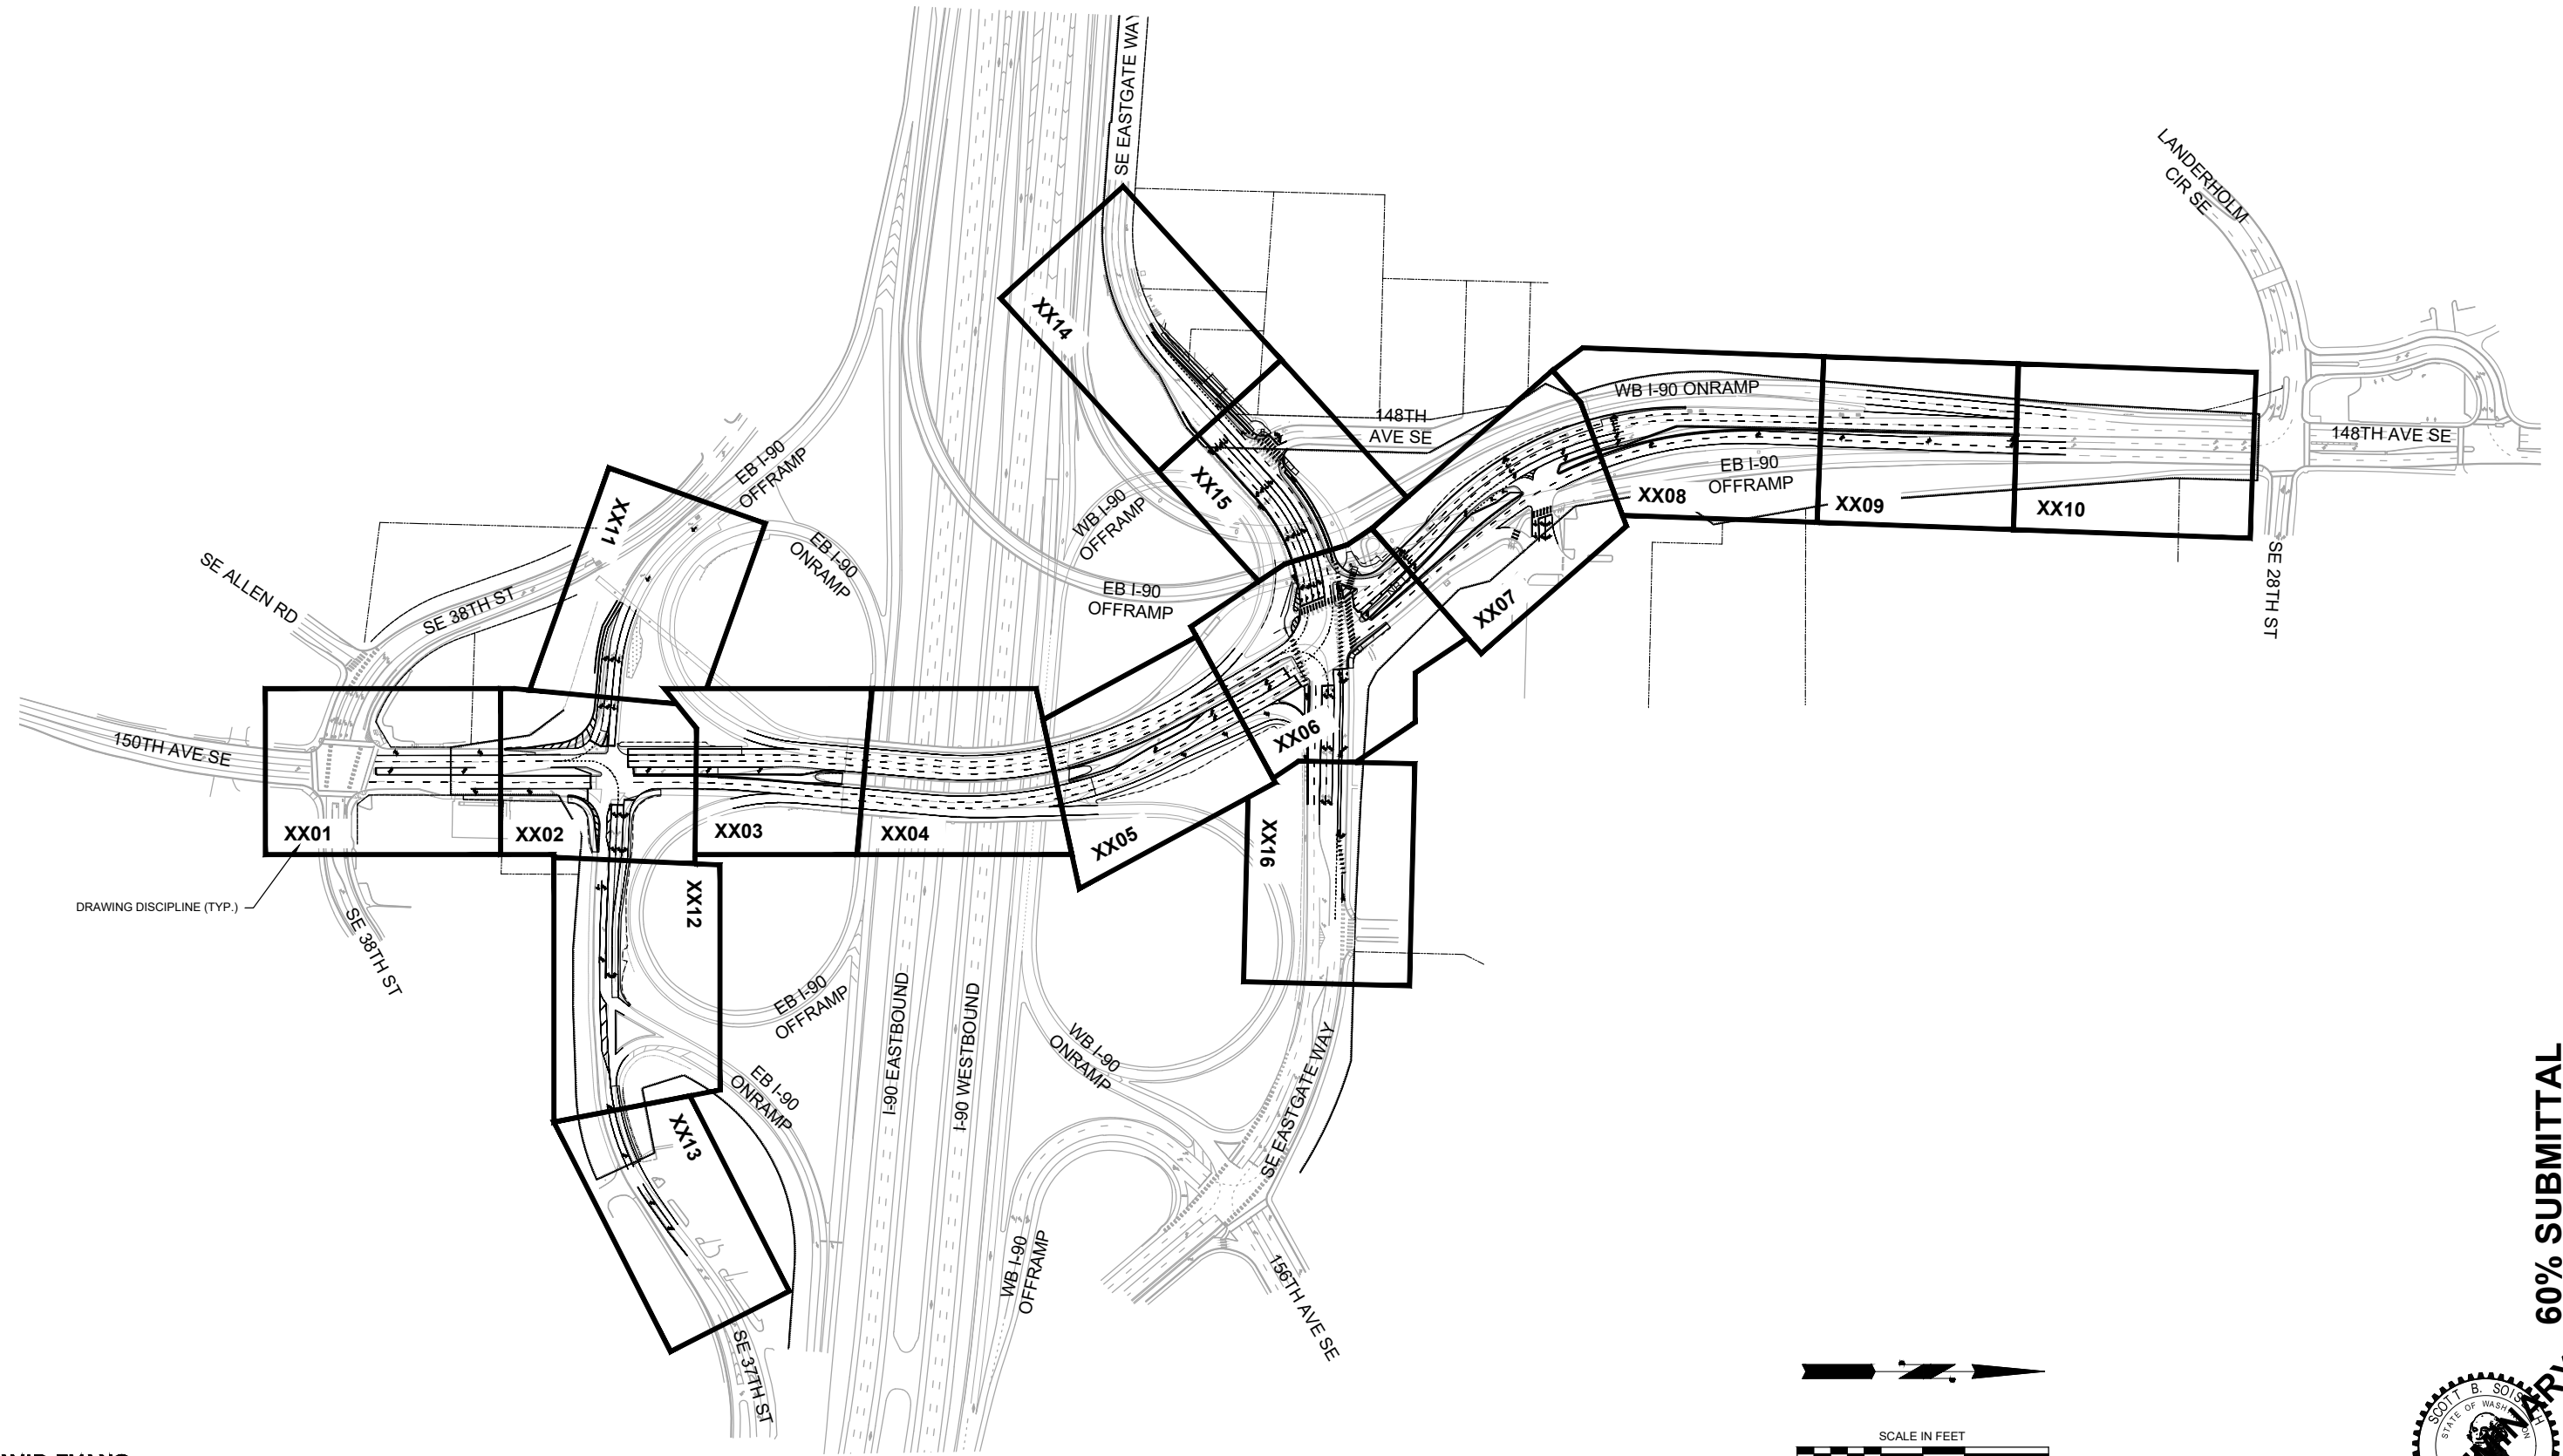 SE EASTGATE WAY
LANDERHOLM
CIR SE
XX14
WB I-90 ONRAMP
148TH
AVE SE
148TH AVE SE
EB I-90
OFFRAMP
EB I-90
OFFRAMP
XX08
XX09
XX10
XX11
XX15
WB I-90
OFFRAMP
EB I-90
ONRAMP
SE ALLEN RD
SE 38TH ST
EB I-90
OFFRAMP
XX07
SE 28TH ST
150TH AVE SE
XX06
XX01
XX02
XX03
XX04
XX05
XX16
DRAWING DISCIPLINE (TYP.)
XX12
SE 38TH ST
EB I-90
OFFRAMP
I-90 EASTBOUND
I-90 WESTBOUND
WB I-90
ONRAMP
EB I-90
ONRAMP
SE EASTGATE WAY
XX13
WB I-90
OFFRAMP
156TH AVE SE
SE 37TH ST
60% SUBMITTAL
SCALE IN FEET
SCOTT B.
STATE OF WASH